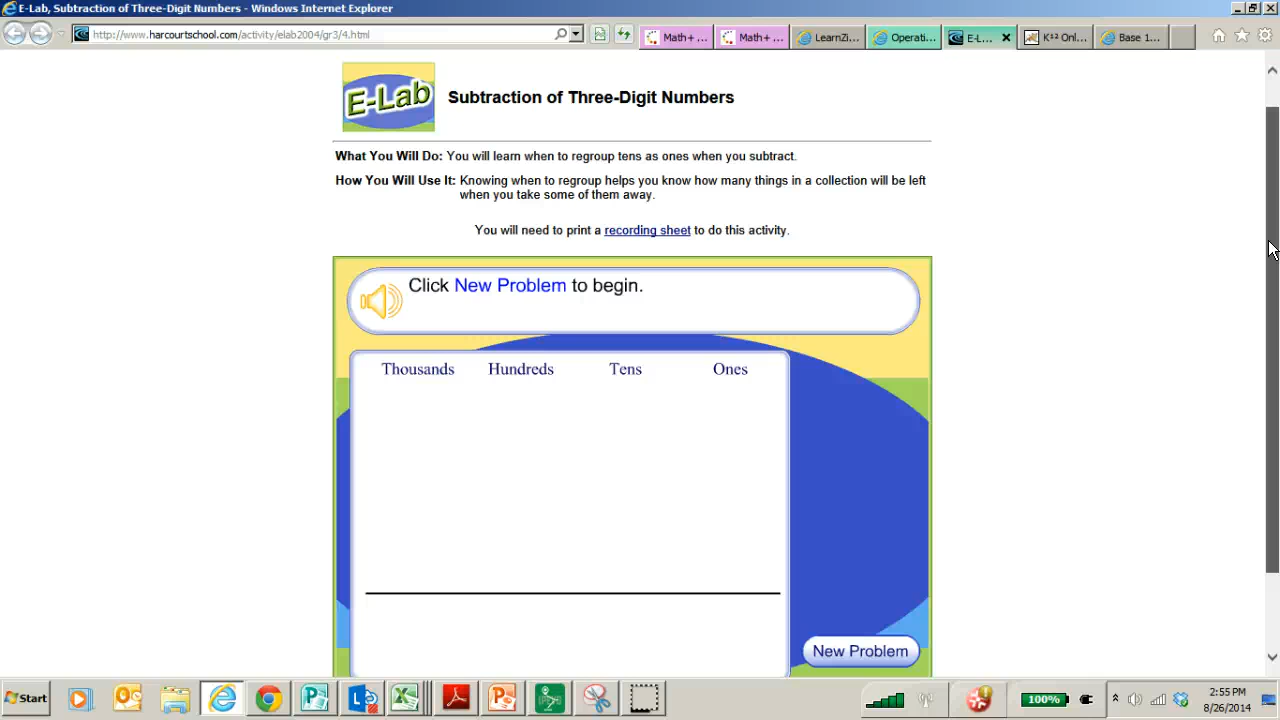 E-Lab, Subtraction of Three-Digit Numbers - Windows Internet Explorer
http://www.harcourtschool.com/activity/elab2004/gr3/4.html
Math+ ...
Math+ ...
LearnZi...
Operati...
E-L...
K¹² Onl...
Base 1...
E-Lab
Subtraction of Three-Digit Numbers
What You Will Do: You will learn when to regroup tens as ones when you subtract.
How You Will Use It: Knowing when to regroup helps you know how many things in a collection will be left
when you take some of them away.
You will need to print a recording sheet to do this activity.
Click New Problem to begin.
Thousands Hundreds Tens Ones
New Problem
Start
100%
2:55 PM
8/26/2014